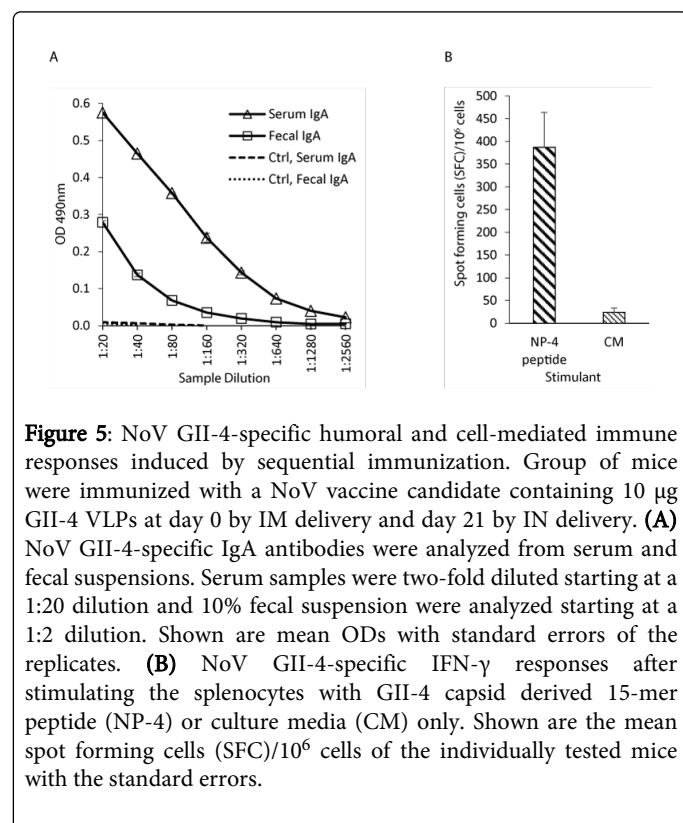 A
B
0.6
0.5
0.4
0.3
0.2
0.1
0.0
OD 490nm
Serum IgA
Fecal IgA
Ctrl, Serum IgA
Ctrl, Fecal IgA
1:20
1:40
1:80
1:160
1:320
1:640
1:1280
1:2560
Sample Dilution
500
450
400
350
300
250
200
150
100
50
0
Spot forming cells (SFC)/10⁶ cells
NP-4
peptide
CM
Stimulant
Figure 5: NoV GII-4-specific humoral and cell-mediated immune
responses induced by sequential immunization. Group of mice
were immunized with a NoV vaccine candidate containing 10 µg
GII-4 VLPs at day 0 by IM delivery and day 21 by IN delivery. (A)
NoV GII-4-specific IgA antibodies were analyzed from serum and
fecal suspensions. Serum samples were two-fold diluted starting at a
1:20 dilution and 10% fecal suspension were analyzed starting at a
1:2 dilution. Shown are mean ODs with standard errors of the
replicates. (B) NoV GII-4-specific IFN-γ responses after
stimulating the splenocytes with GII-4 capsid derived 15-mer
peptide (NP-4) or culture media (CM) only. Shown are the mean
spot forming cells (SFC)/10⁶ cells of the individually tested mice
with the standard errors.